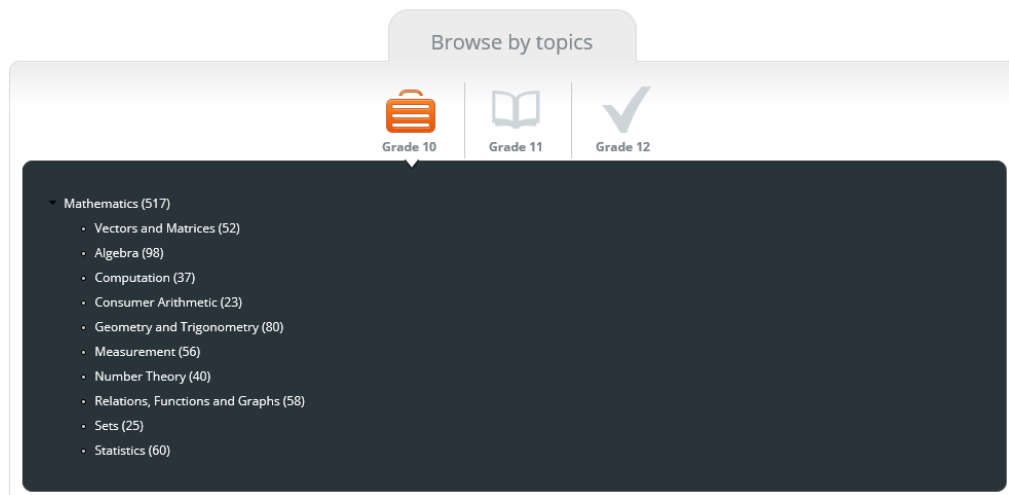 Browse by topics
Grade 10
Grade 11
Grade 12
Mathematics (517)
Vectors and Matrices (52)
Algebra (98)
Computation (37)
Consumer Arithmetic (23)
Geometry and Trigonometry (80)
Measurement (56)
Number Theory (40)
Relations, Functions and Graphs (58)
Sets (25)
Statistics (60)